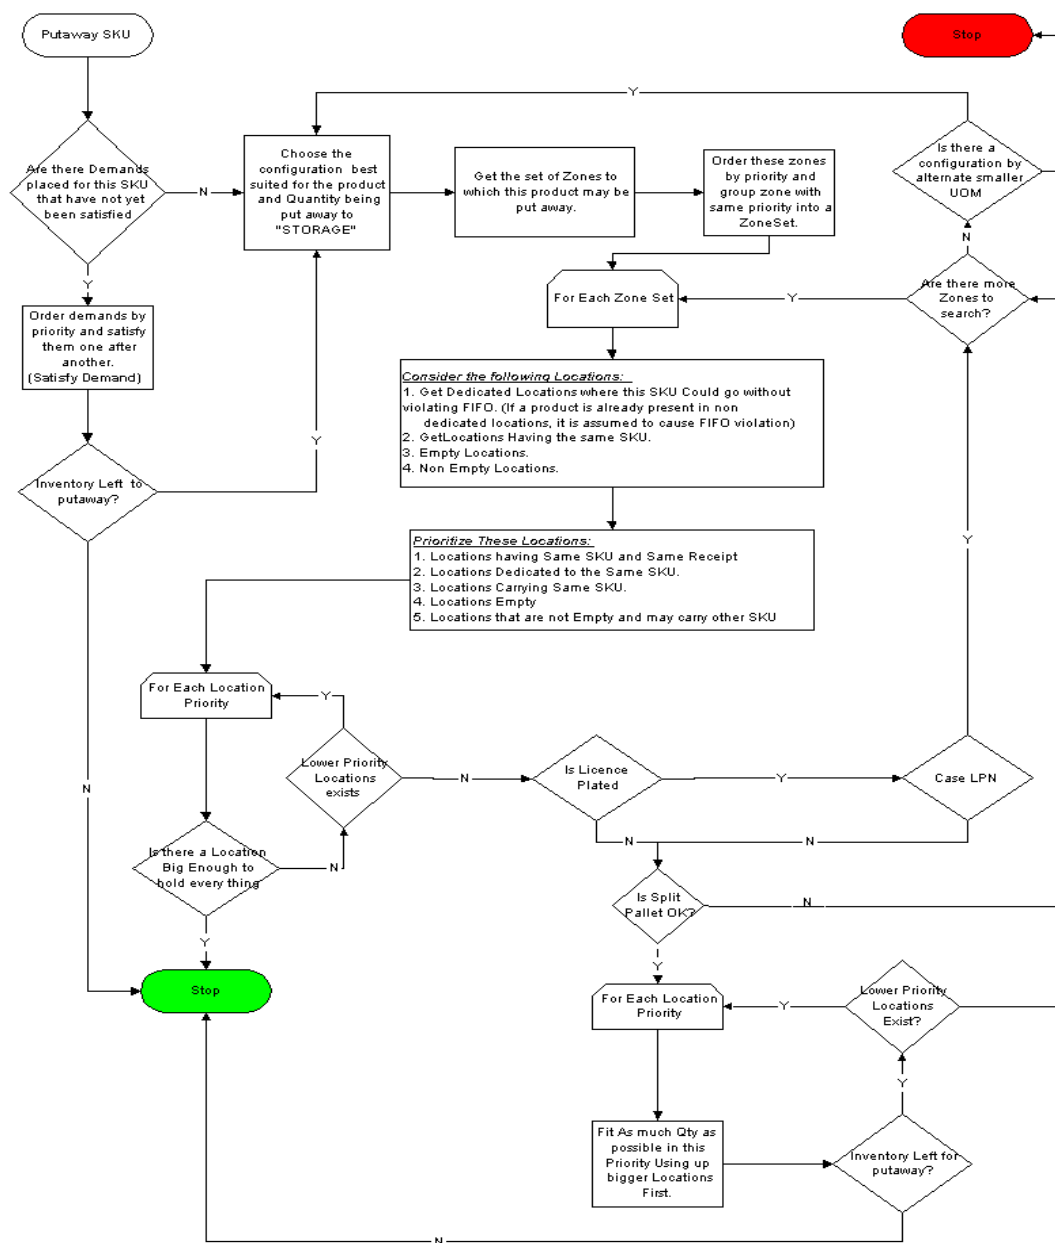 Putaway SKU
Stop
Y
Are there Demands
placed for this SKU
that have not yet
been satisfied
N
Choose the
configuration best
suited for the product
and Quantity being
put away to
"STORAGE"
Get the set of Zones to
which this product may be
put away.
Order these zones
by priority and
group zone with
same priority into a
ZoneSet.
Is there a
configuration by
alternate smaller
UOM
N
Y
Order demands by
priority and satisfy
them one after
another.
(Satisfy Demand)
For Each Zone Set
Y
Are there more
Zones to
search?
Consider the following Locations:
1. Get Dedicated Locations where this SKU Could go without
violating FIFO. (If a product is already present in non
dedicated locations, it is assumed to cause FIFO violation)
2. GetLocations Having the same SKU.
3. Empty Locations.
4. Non Empty Locations.
Y
Inventory Left to
putaway?
Prioritize These Locations:
1. Locations having Same SKU and Same Receipt
2. Locations Dedicated to the Same SKU.
3. Locations Carrying Same SKU.
4. Locations Empty
5. Locations that are not Empty and may carry other SKU
Y
For Each Location
Priority
Y
Lower Priority
Locations
exists
N
Is Licence
Plated
Y
Case LPN
N
Is there a Location
Big Enough to
hold every thing
N
N
N
Is Split
Pallet OK?
N
Y
Y
Stop
For Each Location
Priority
Y
Lower Priority
Locations
Exist?
Y
Fit As much Qty as
possible in this
Priority Using up
bigger Locations
First.
Inventory Left for
putaway?
N